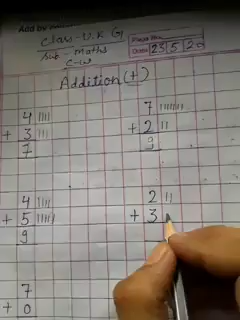 Class - U.K.G
Sub - maths
C-W
Date 23 5 20
Addition (+)
4 ||||
+ 3 |||
7
7 |||||||
+ 2 ||
9
4 ||||
+ 5 |||||
9
2 ||
+ 3
7
+ 0